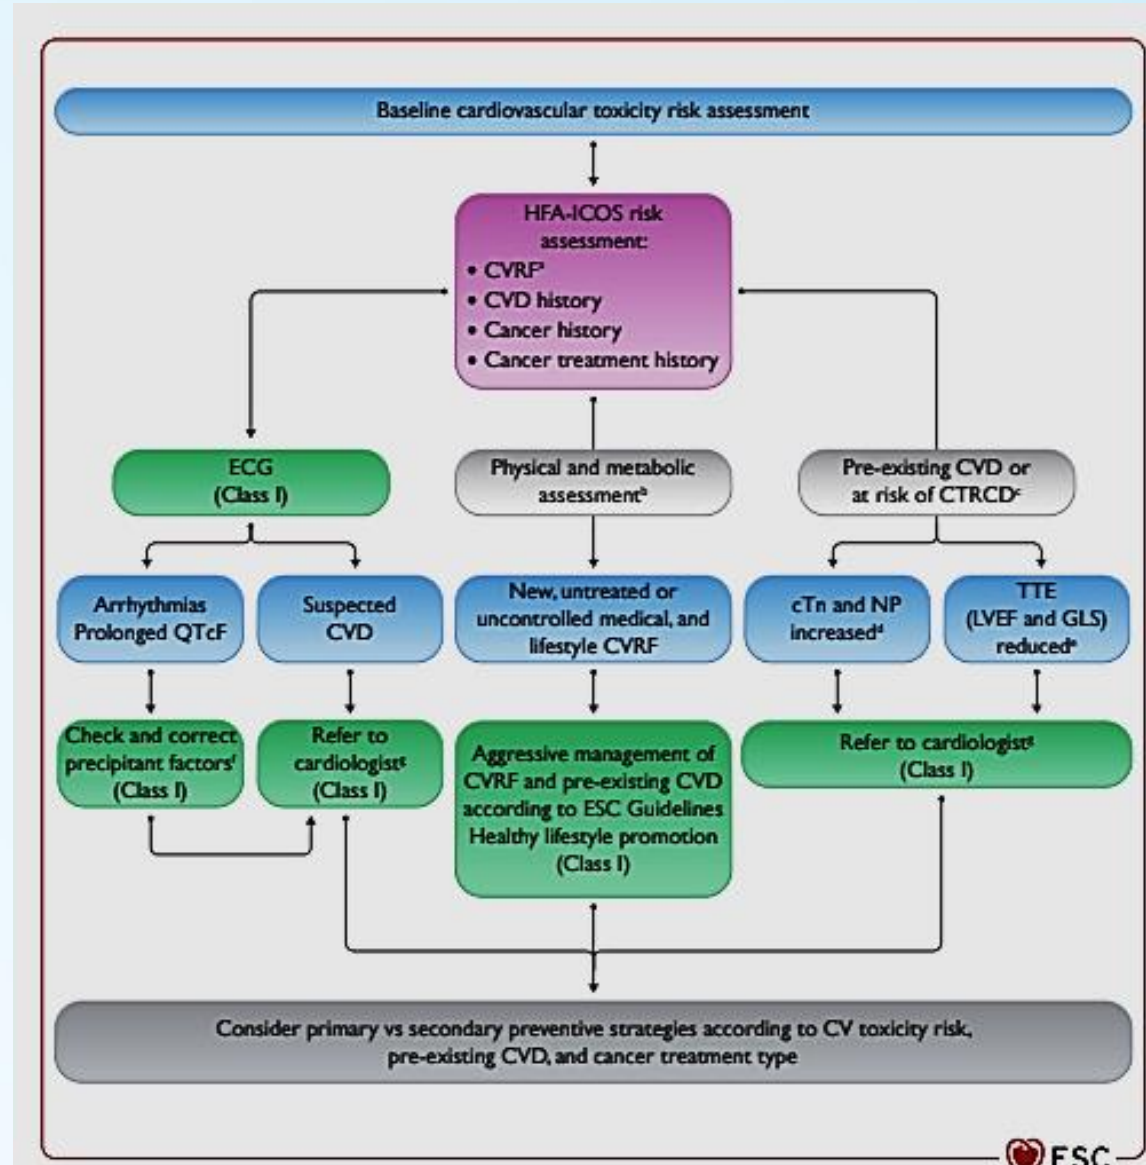 Baseline cardiovascular toxicity risk assessment
HFA-ICOS risk
assessment:
• CVRFᵃ
• CVD history
• Cancer history
• Cancer treatment history
ECG
(Class I)
Physical and metabolic
assessmentᵇ
Pre-existing CVD or
at risk of CTRCDᶜ
Arrhythmias
Prolonged QTcF
Suspected
CVD
New, untreated or
uncontrolled medical, and
lifestyle CVRF
cTn and NP
increasedᵈ
TTE
(LVEF and GLS)
reducedᵉ
Check and correct
precipitant factorsᶠ
(Class I)
Refer to
cardiologistᵍ
(Class I)
Aggressive management of
CVRF and pre-existing CVD
according to ESC Guidelines
Healthy lifestyle promotion
(Class I)
Refer to cardiologistᵍ
(Class I)
Consider primary vs secondary preventive strategies according to CV toxicity risk,
pre-existing CVD, and cancer treatment type
ESC